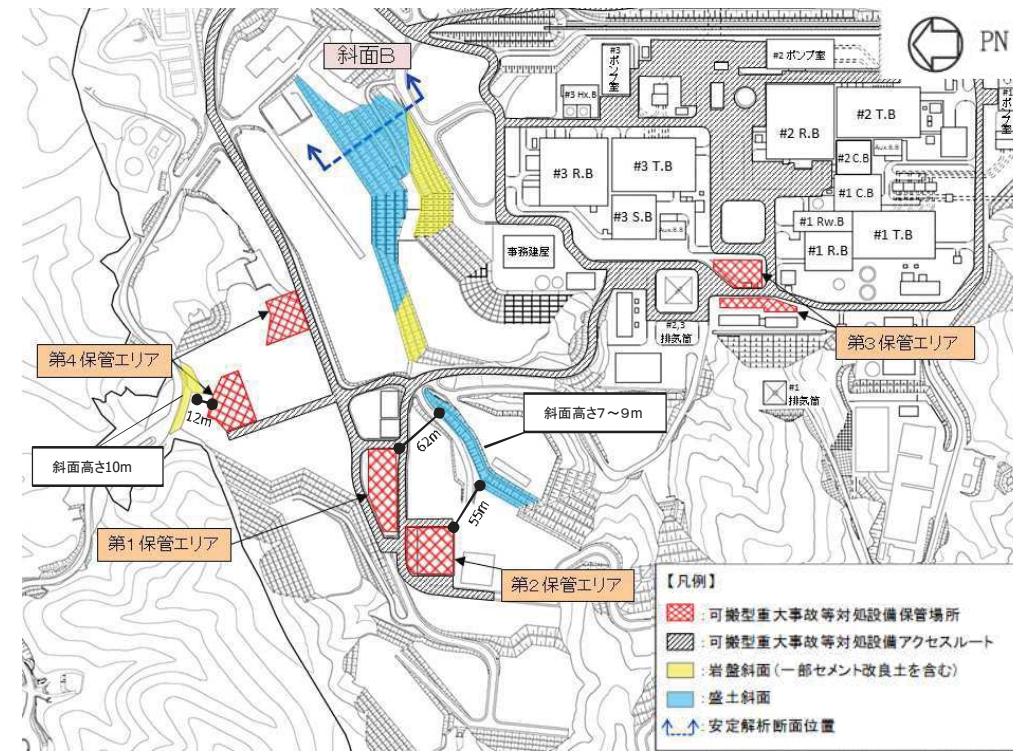 斜面B
PN
#3
ポンプ
室
#2 ポンプ室
#3 Hx.B
#1
ポンプ
室
#2 T.B
#2 R.B
#3 R.B
#3 T.B
#2 C.B
Aux.B.B
#1 C.B
#3 S.B
Aux.B.B
#1 Rw.B
#1 T.B
#1 R.B
事務建屋
#2,3
排気筒
第3保管エリア
#1
排気筒
第4保管エリア
12m
斜面高さ10m
斜面高さ7～9m
62m
55m
第1保管エリア
第2保管エリア
【凡例】
：可搬型重大事故等対処設備保管場所
：可搬型重大事故等対処設備アクセスルート
：岩盤斜面（一部セメント改良土を含む）
：盛土斜面
：安定解析断面位置